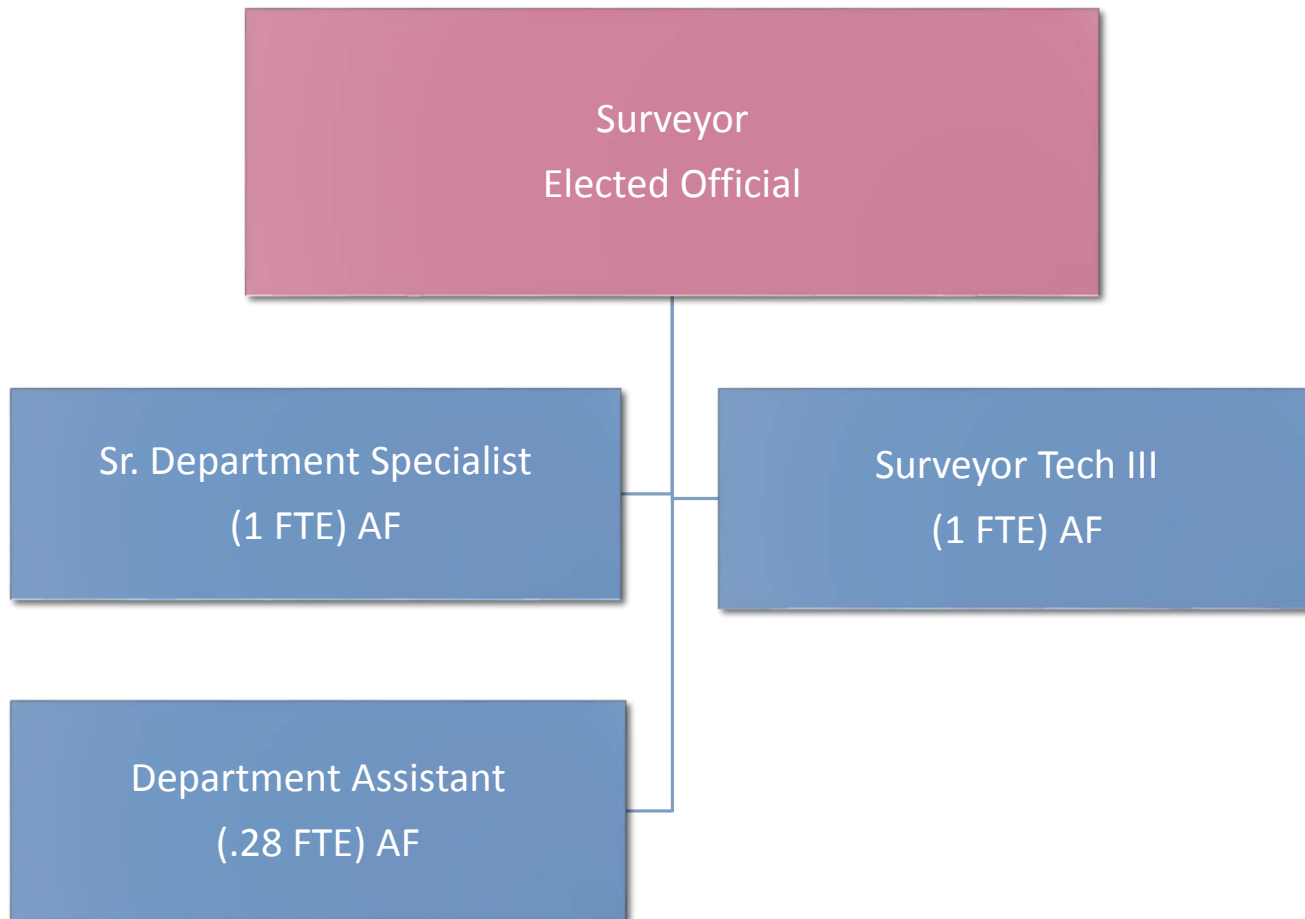 Surveyor
Elected Official
Sr. Department Specialist
(1 FTE) AF
Surveyor Tech III
(1 FTE) AF
Department Assistant
(.28 FTE) AF